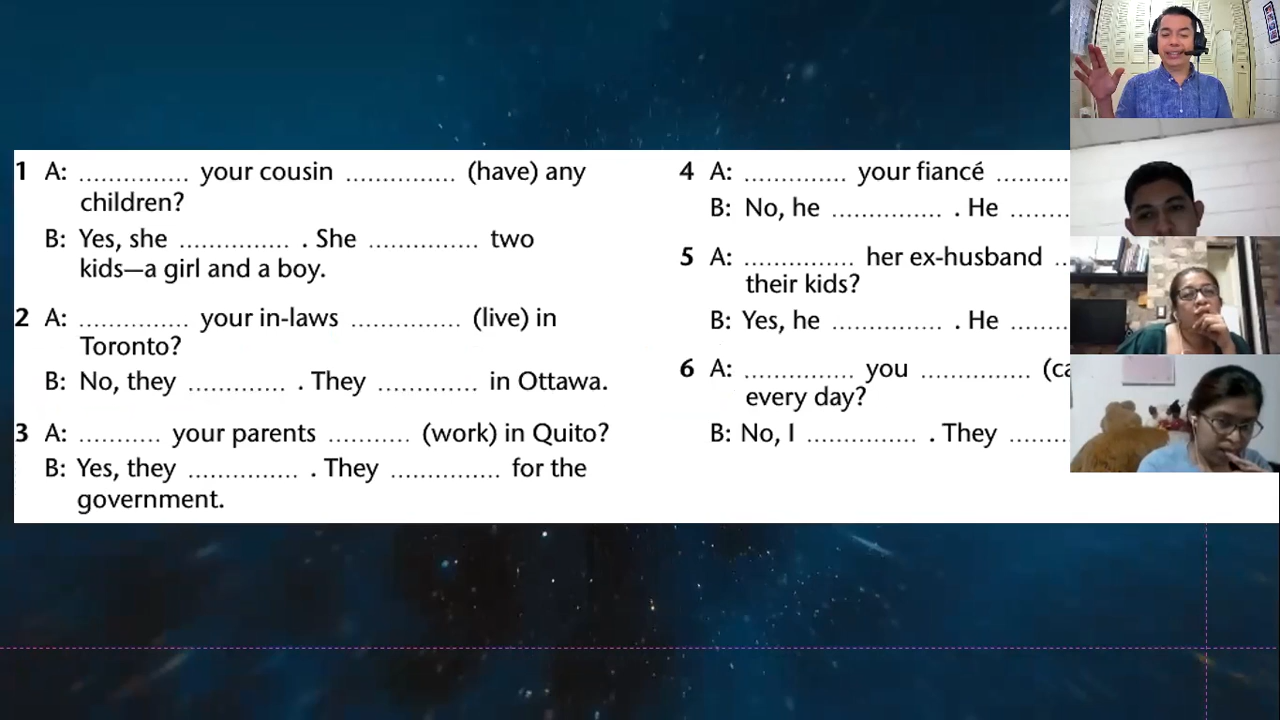 1 A: .............. your cousin .............. (have) any
children?
B: Yes, she .............. . She .............. two
kids—a girl and a boy.
2 A: .............. your in-laws .............. (live) in
Toronto?
B: No, they ............ . They ............. in Ottawa.
3 A: ........... your parents ........... (work) in Quito?
B: Yes, they .............. . They .............. for the
government.
4 A: ............. your fiancé ..........
B: No, he .............. . He ........
5 A: .............. her ex-husband ..
their kids?
B: Yes, he .............. . He ........
6 A: .............. you .............. (ca
every day?
B: No, I .............. . They ........